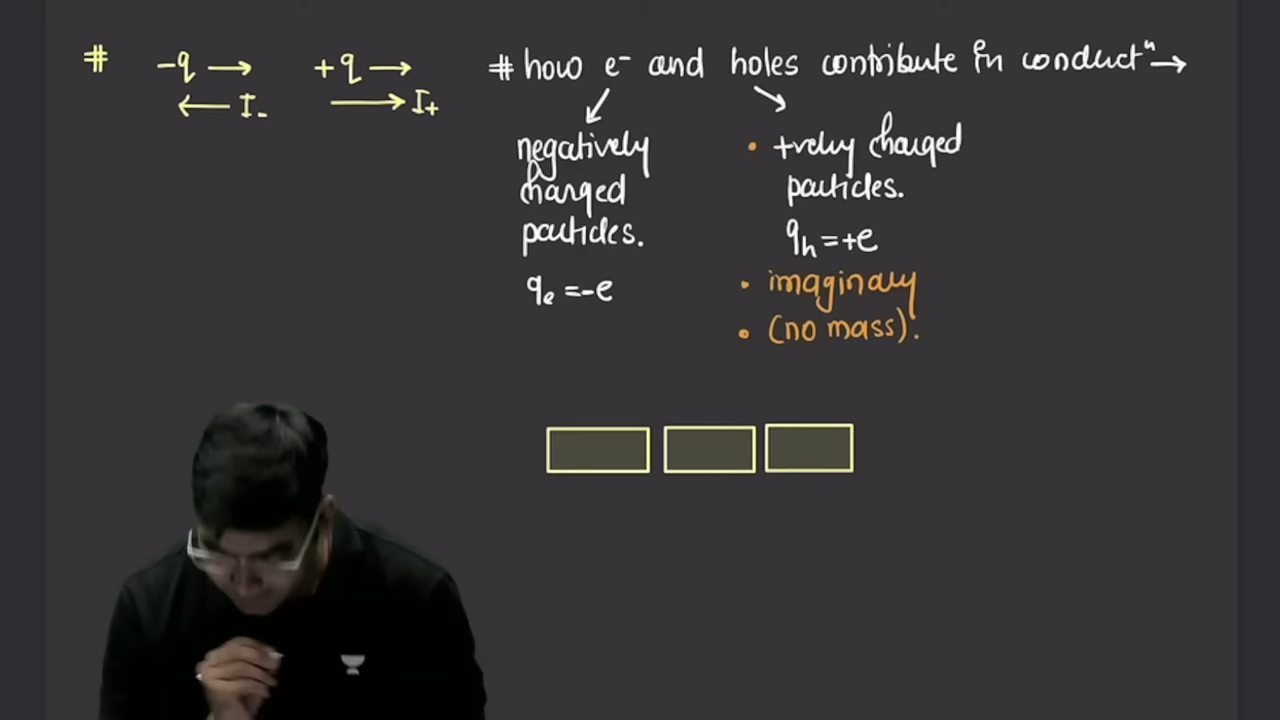 # -q → +q →
← I₋ → I₊
# how e⁻ and holes contribute in conductⁿ →
negatively
charged
particles.
qₑ = -e
• +vely charged
particles.
qₕ = +e
• imaginary
• (no mass).